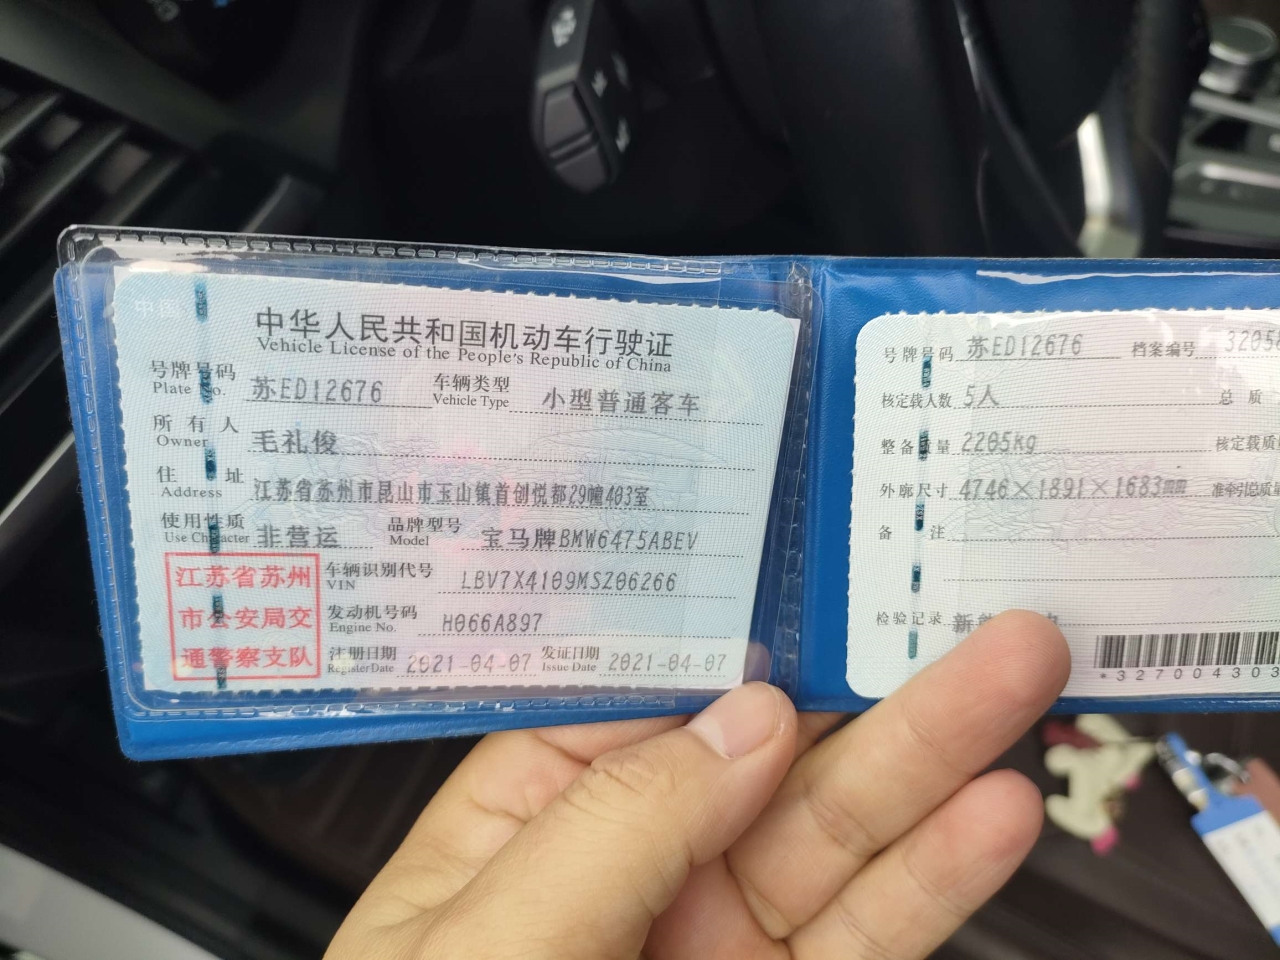 中华人民共和国机动车行驶证
Vehicle License of the People's Republic of China
号牌号码 苏ED12676 车辆类型 小型普通客车
Plate No. Vehicle Type
所有人 毛礼俊
Owner
住址 江苏省苏州市昆山市玉山镇首创悦都29幢403室
Address
使用性质 非营运 品牌型号 宝马牌BMW6475ABEV
Use Character Model
江苏省苏州
市公安局交
通警察支队
车辆识别代号 LBV7X4109MSZ06266
VIN
发动机号码 H066A897
Engine No.
注册日期 2021-04-07 发证日期 2021-04-07
Register Date Issue Date
号牌号码 苏ED12676 档案编号 3205
核定载人数 5人 总质
整备质量 2205kg 核定载质
外廓尺寸 4746×1891×1683mm 准牵引总质量
备注
检验记录 新
*327004303